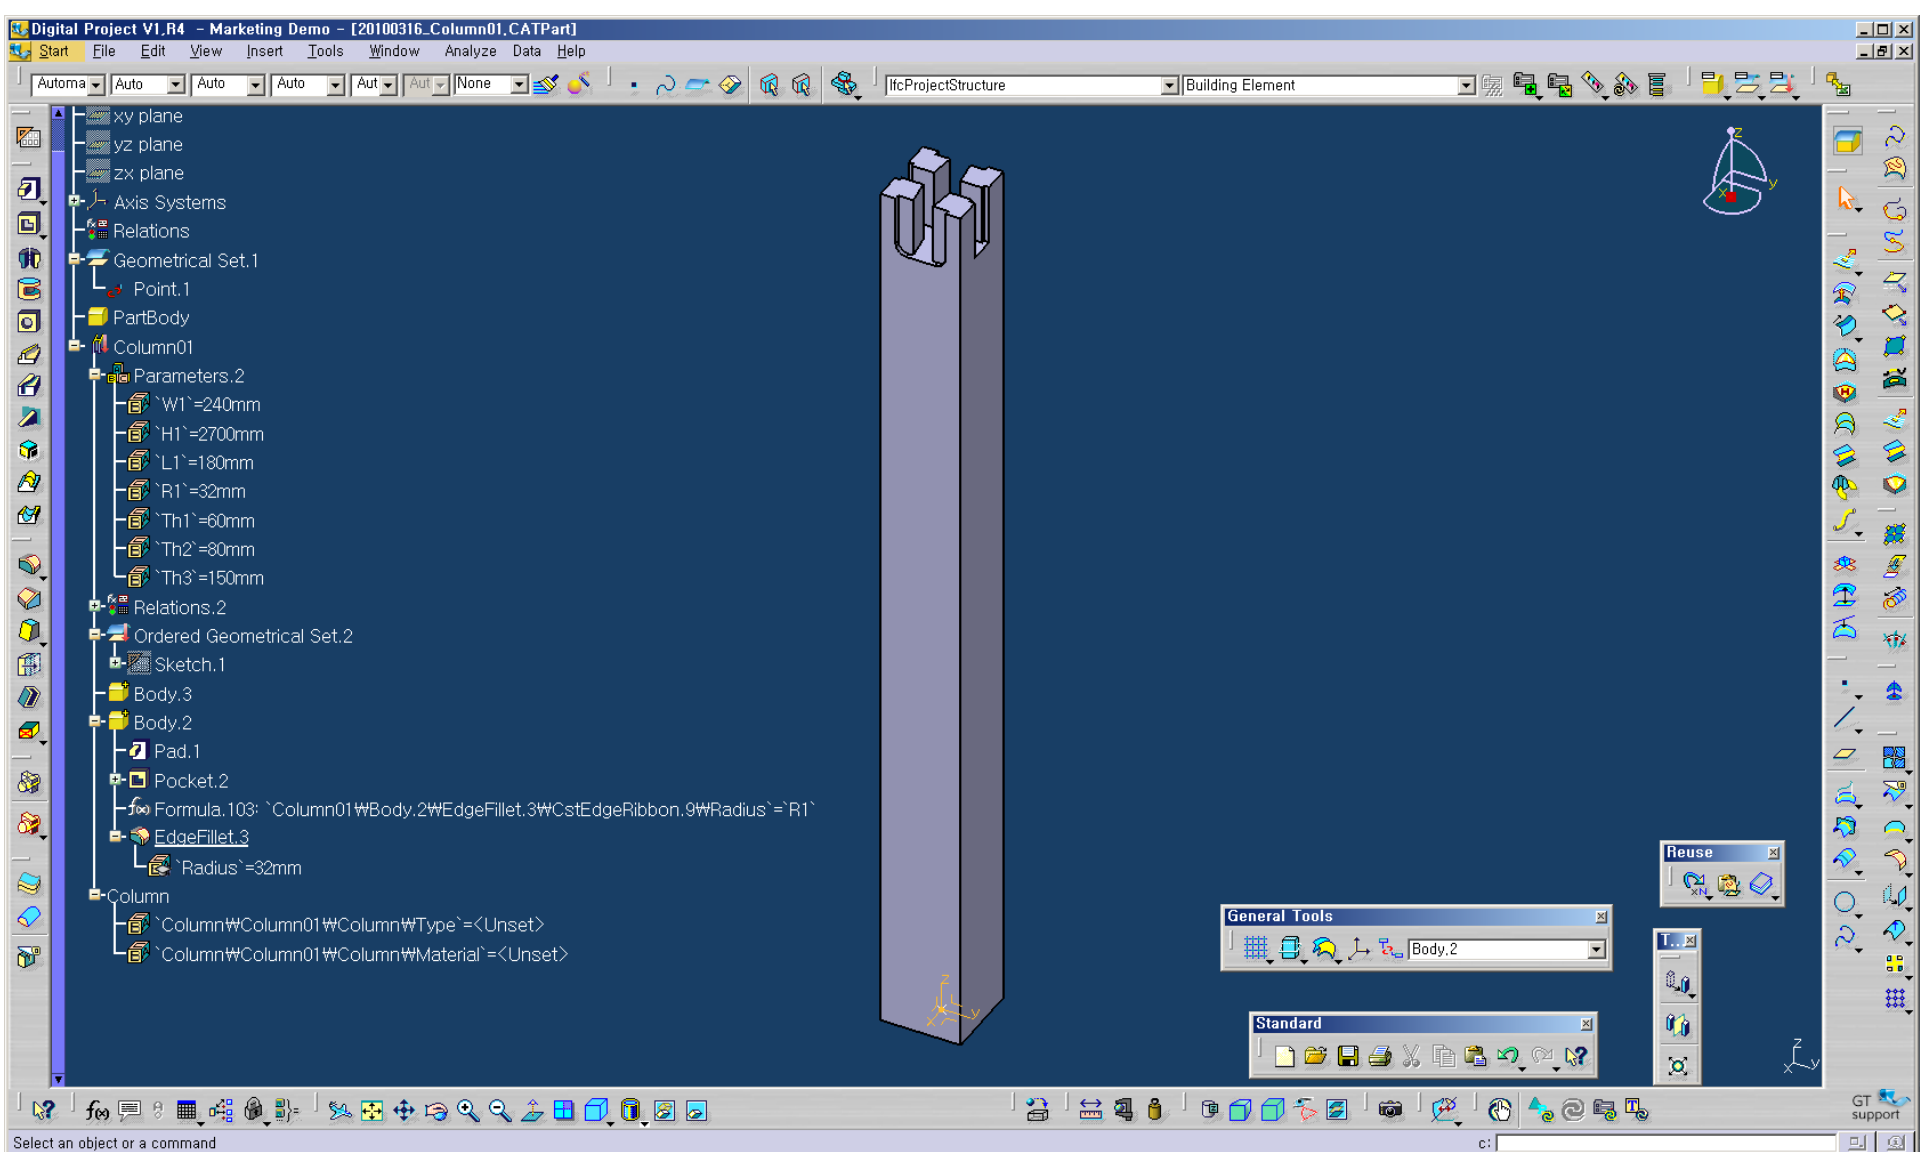 Digital Project V1,R4 - Marketing Demo - [20100316_Column01,CATPart]
Start File Edit View Insert Tools Window Analyze Data Help
Automa Auto Auto Auto Aut Aut None IfcProjectStructure Building Element
xy plane
yz plane
zx plane
Axis Systems
Relations
Geometrical Set.1
Point.1
PartBody
Column01
Parameters.2
`W1`=240mm
`H1`=2700mm
`L1`=180mm
`R1`=32mm
`Th1`=60mm
`Th2`=80mm
`Th3`=150mm
Relations.2
Ordered Geometrical Set.2
Sketch.1
Body.3
Body.2
Pad.1
Pocket.2
Formula.103: `Column01₩Body.2₩EdgeFillet.3₩CstEdgeRibbon.9₩Radius`=`R1`
EdgeFillet.3
`Radius`=32mm
Column
`Column₩Column01₩Column₩Type`=<Unset>
`Column₩Column01₩Column₩Material`=<Unset>
z
y
x
z
y
x
Reuse
General Tools
Body,2
T...
Standard
z
x y
GT
support
Select an object or a command
c: